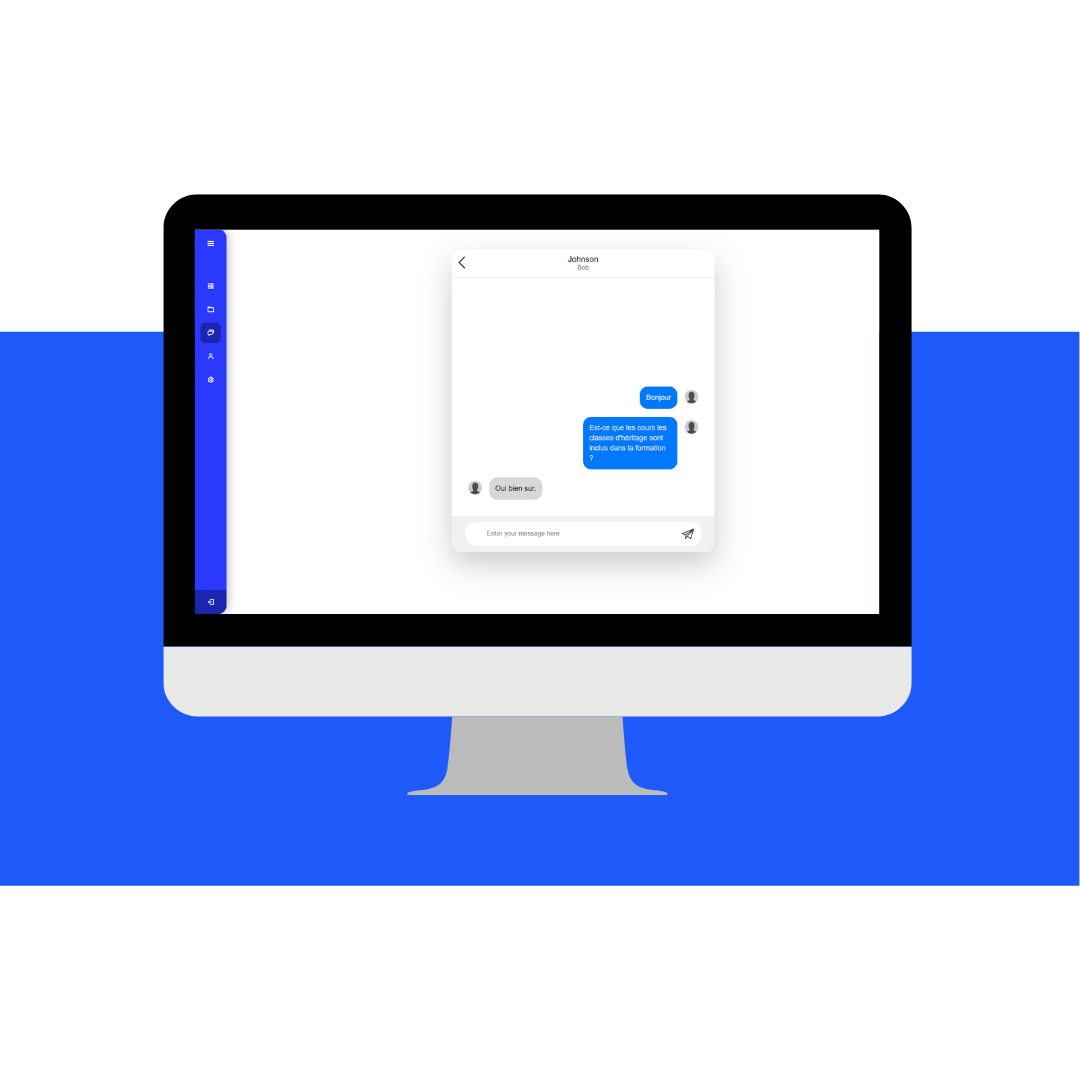 Johnson
Bob
Bonjour
Est-ce que les cours les
classes d'héritage sont
inclus dans la formation
?
Oui bien sur.
Enter your message here